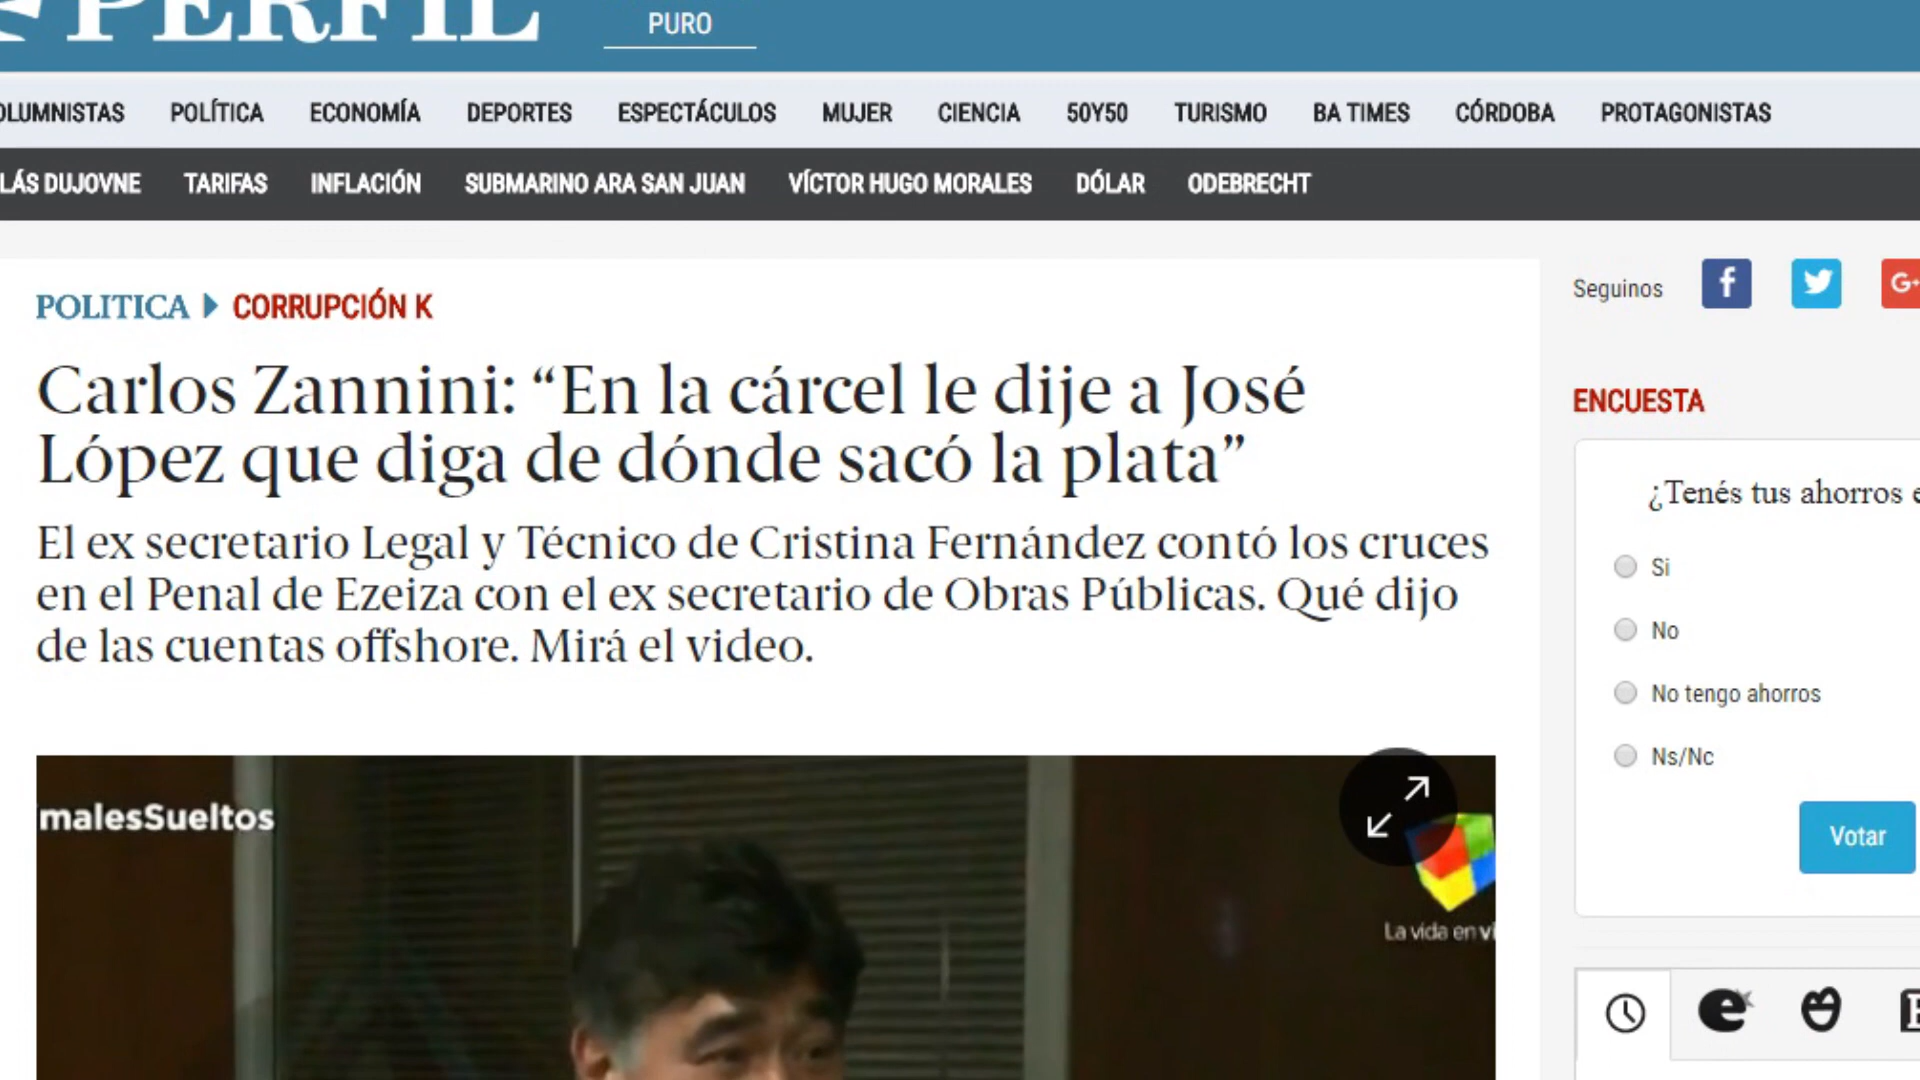 PERFIL
PURO
OLUMNISTAS POLÍTICA ECONOMÍA DEPORTES ESPECTÁCULOS MUJER CIENCIA 50Y50 TURISMO BA TIMES CÓRDOBA PROTAGONISTAS
LÁS DUJOVNE TARIFAS INFLACIÓN SUBMARINO ARA SAN JUAN VÍCTOR HUGO MORALES DÓLAR ODEBRECHT
POLITICA CORRUPCIÓN K
Carlos Zannini: “En la cárcel le dije a José
López que diga de dónde sacó la plata”
El ex secretario Legal y Técnico de Cristina Fernández contó los cruces
en el Penal de Ezeiza con el ex secretario de Obras Públicas. Qué dijo
de las cuentas offshore. Mirá el video.
malesSueltos
La vida en vi
Seguinos
f
G+
ENCUESTA
¿Tenés tus ahorros e
Si
No
No tengo ahorros
Ns/Nc
Votar
e